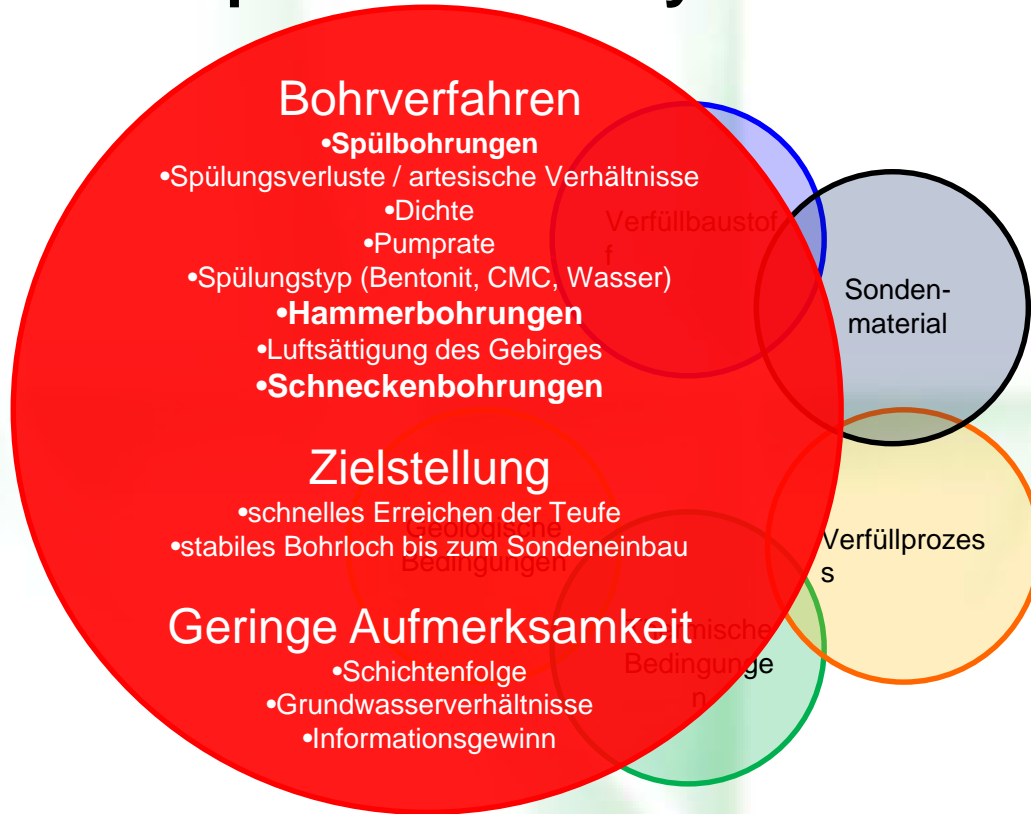 Bohrverfahren
•Spülbohrungen
•Spülungsverluste / artesische Verhältnisse
•Dichte
•Pumprate
•Spülungstyp (Bentonit, CMC, Wasser)
•Hammerbohrungen
•Luftsättigung des Gebirges
•Schneckenbohrungen
Zielstellung
•schnelles Erreichen der Teufe
•stabiles Bohrloch bis zum Sondeneinbau
Geringe Aufmerksamkeit
•Schichtenfolge
•Grundwasserverhältnisse
•Informationsgewinn
Verfüllbaustof
f
Sonden-
material
Geologische
Bedingungen
Verfüllprozes
s
Bedingunge
n